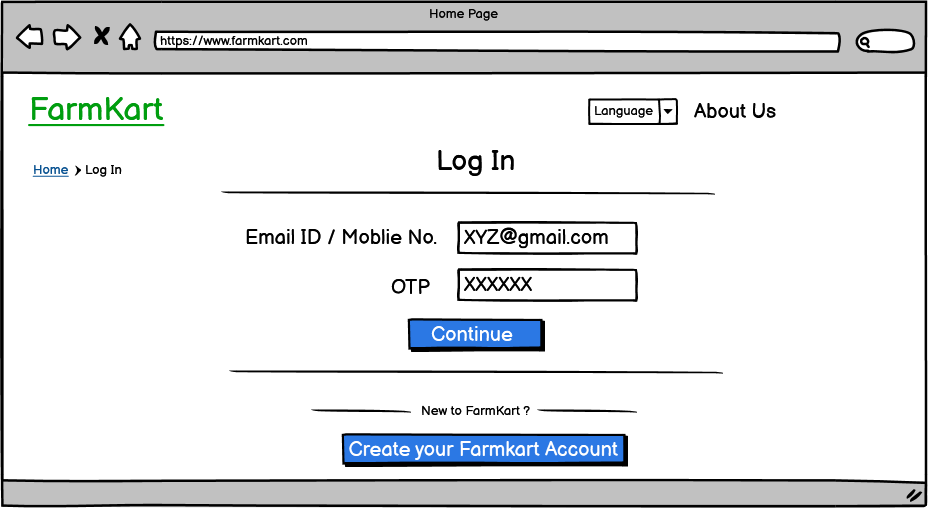 Home Page
https://www.farmkart.com
FarmKart
Language
About Us
Home > Log In
Log In
Email ID / Moblie No.
XYZ@gmail.com
OTP
XXXXXX
Continue
New to FarmKart ?
Create your Farmkart Account